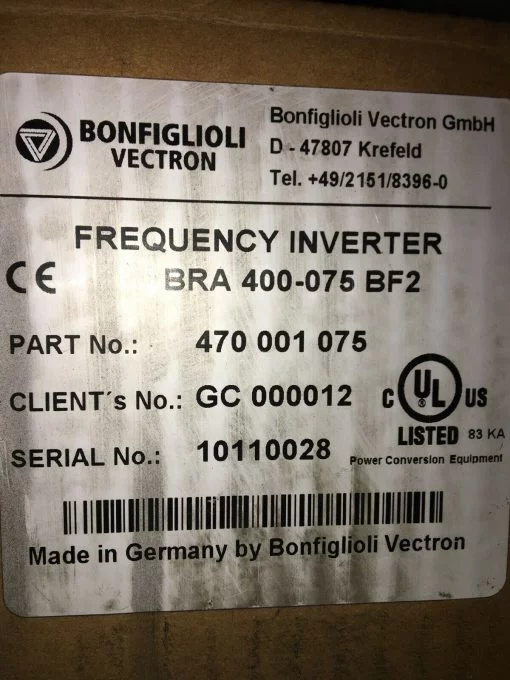 BONFIGLIOLI
VECTRON
Bonfiglioli Vectron GmbH
D - 47807 Krefeld
Tel. +49/2151/8396-0
FREQUENCY INVERTER
CE BRA 400-075 BF2
PART No.: 470 001 075
CLIENT´s No.: GC 000012
SERIAL No.: 10110028
C UL US
LISTED 83 KA
Power Conversion Equipment
Made in Germany by Bonfiglioli Vectron